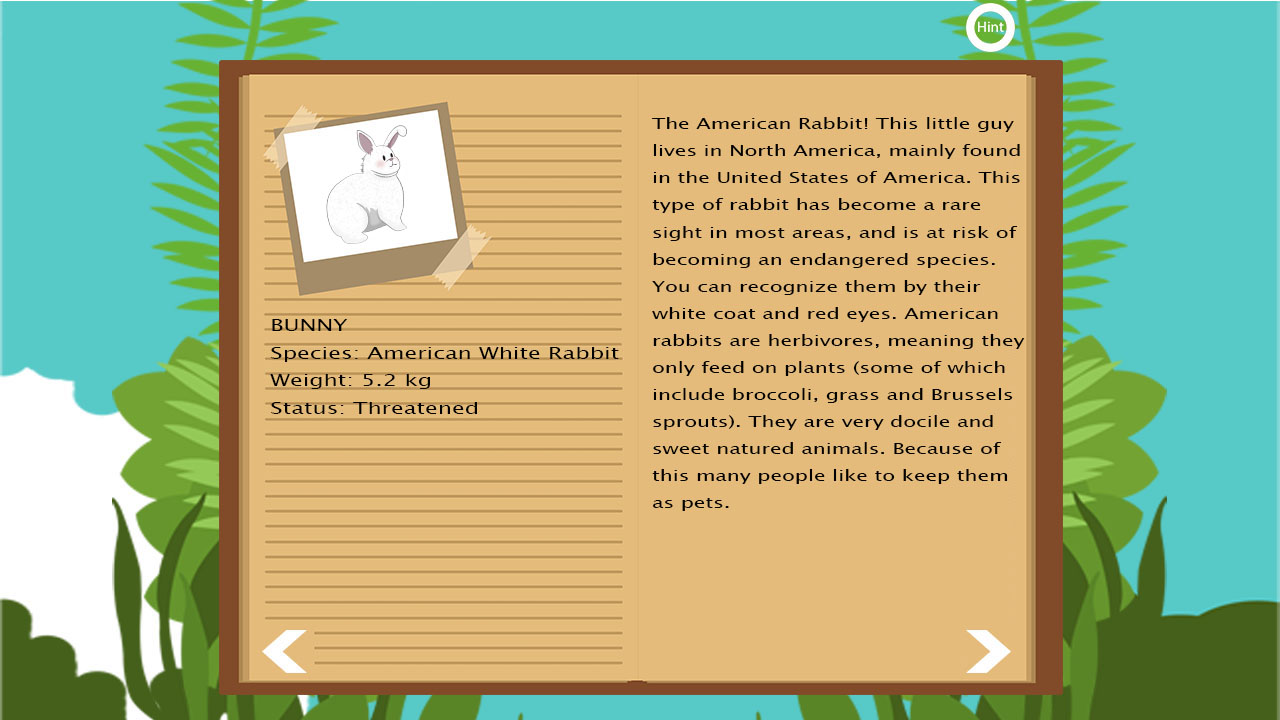 Hint
BUNNY
Species: American White Rabbit
Weight: 5.2 kg
Status: Threatened
The American Rabbit! This little guy
lives in North America, mainly found
in the United States of America. This
type of rabbit has become a rare
sight in most areas, and is at risk of
becoming an endangered species.
You can recognize them by their
white coat and red eyes. American
rabbits are herbivores, meaning they
only feed on plants (some of which
include broccoli, grass and Brussels
sprouts). They are very docile and
sweet natured animals. Because of
this many people like to keep them
as pets.